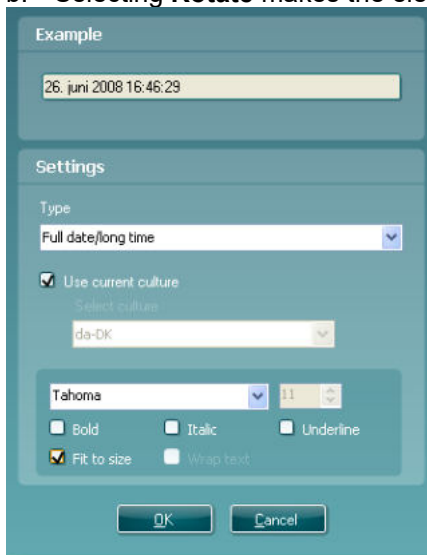 b. Selecting Rotate makes the clo
Example
26. juni 2008 16:46:29
Settings
Type
Full date/long time
Use current culture
Select culture
da-DK
Tahoma 11
Bold Italic Underline
Fit to size Wrap text
OK Cancel